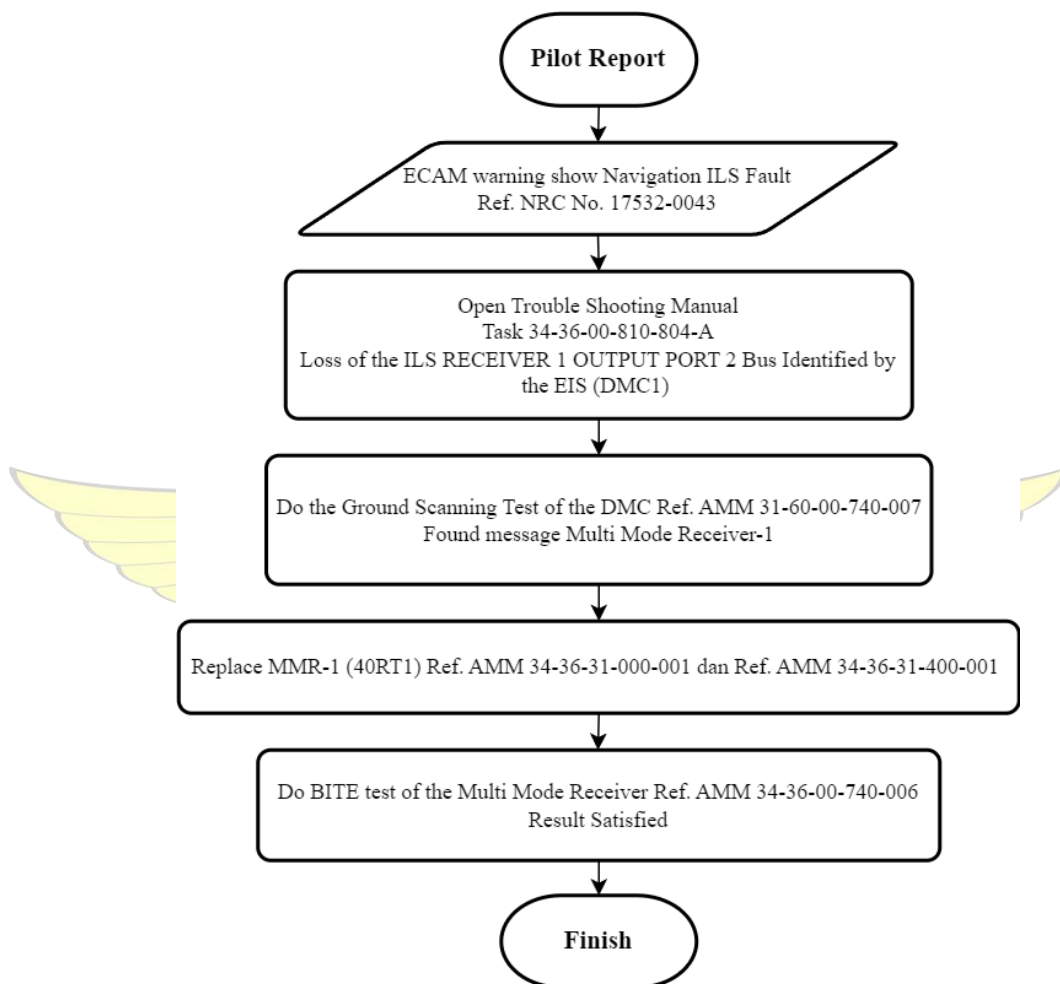 Pilot Report
ECAM warning show Navigation ILS Fault
Ref. NRC No. 17532-0043
Open Trouble Shooting Manual
Task 34-36-00-810-804-A
Loss of the ILS RECEIVER 1 OUTPUT PORT 2 Bus Identified by
the EIS (DMC1)
Do the Ground Scanning Test of the DMC Ref. AMM 31-60-00-740-007
Found message Multi Mode Receiver-1
Replace MMR-1 (40RT1) Ref. AMM 34-36-31-000-001 dan Ref. AMM 34-36-31-400-001
Do BITE test of the Multi Mode Receiver Ref. AMM 34-36-00-740-006
Result Satisfied
Finish